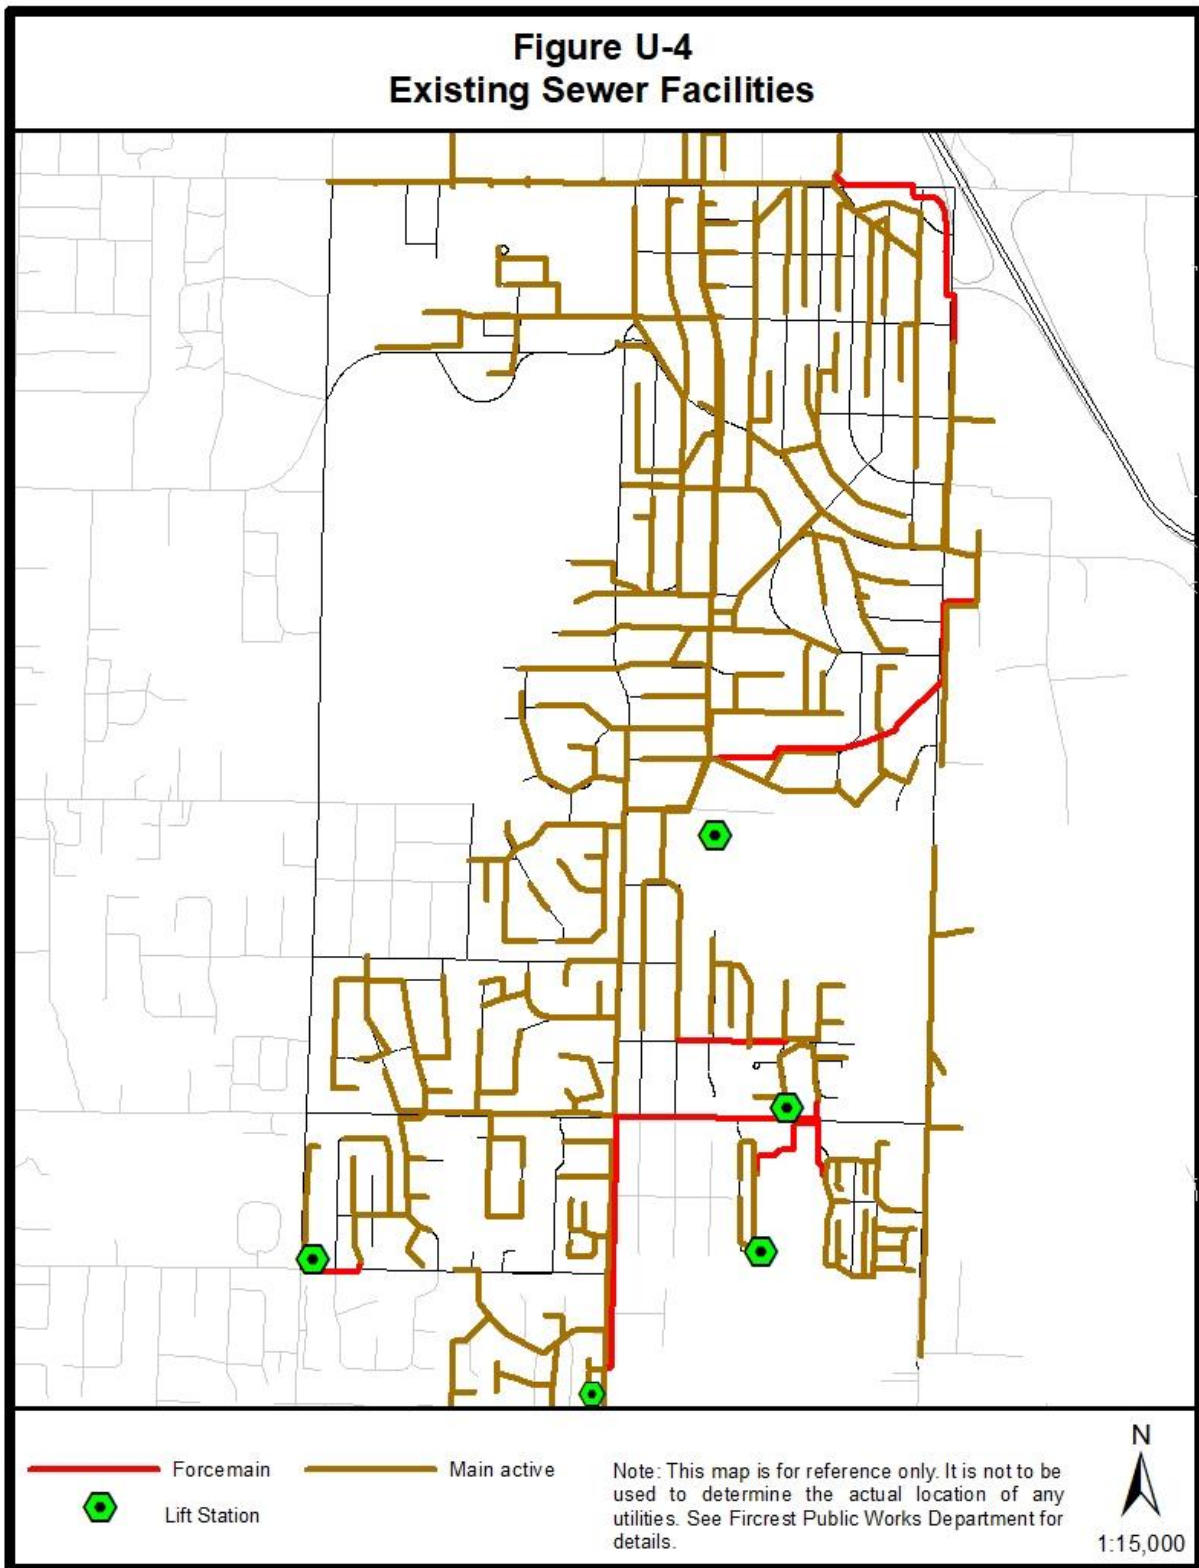 Figure U-4
Existing Sewer Facilities
Forcemain
Main active
Lift Station
Note: This map is for reference only. It is not to be
used to determine the actual location of any
utilities. See Fircrest Public Works Department for
details.
N
1:15,000